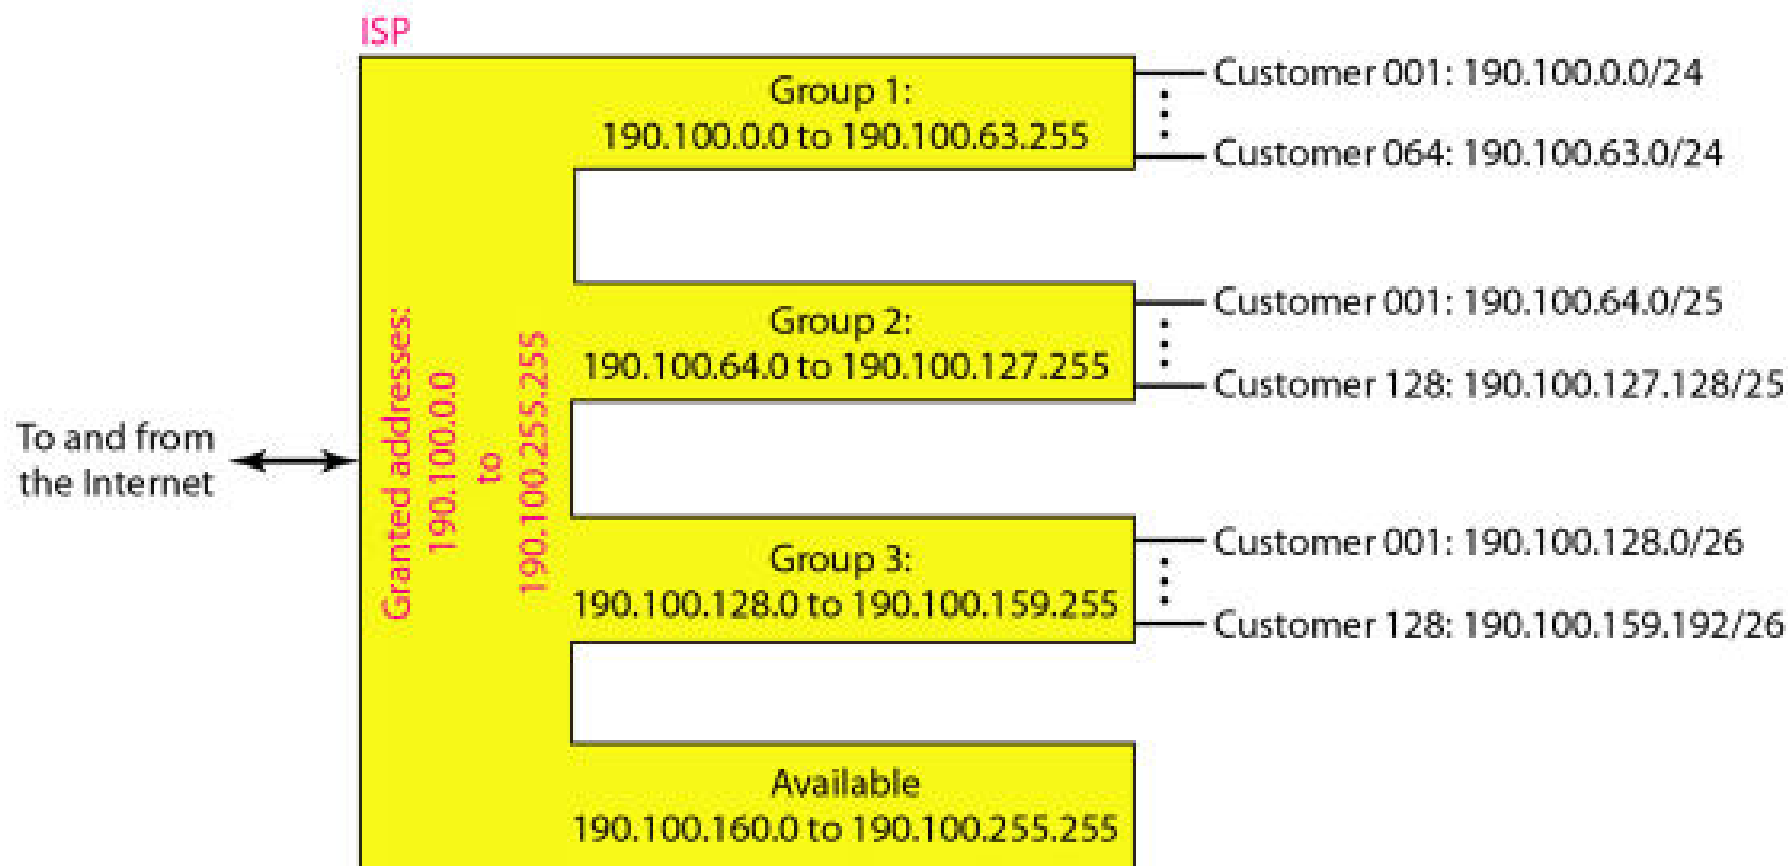 ISP
Group 1:
190.100.0.0 to 190.100.63.255
Customer 001: 190.100.0.0/24
Customer 064: 190.100.63.0/24
Group 2:
190.100.64.0 to 190.100.127.255
Customer 001: 190.100.64.0/25
Customer 128: 190.100.127.128/25
To and from
the Internet
Granted addresses:
190.100.0.0
to
190.100.255.255
Group 3:
190.100.128.0 to 190.100.159.255
Customer 001: 190.100.128.0/26
Customer 128: 190.100.159.192/26
Available
190.100.160.0 to 190.100.255.255